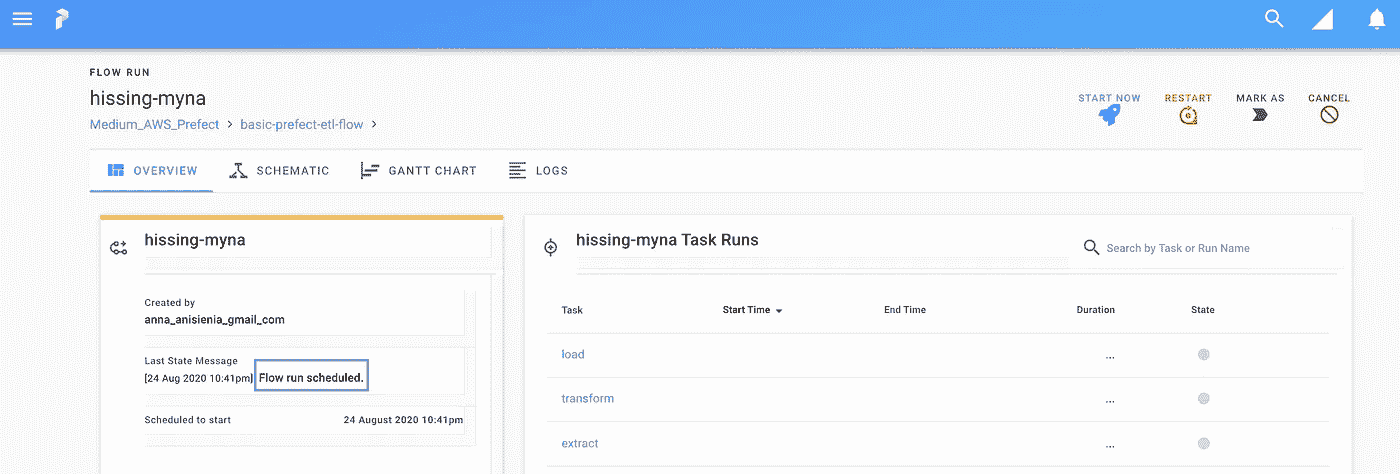 FLOW RUN
hissing-myna
Medium_AWS_Prefect > basic-prefect-etl-flow >
START NOW RESTART MARK AS CANCEL
OVERVIEW SCHEMATIC GANTT CHART LOGS
hissing-myna
Created by
anna_anisienia_gmail_com
Last State Message
[24 Aug 2020 10:41pm] Flow run scheduled.
Scheduled to start 24 August 2020 10:41pm
hissing-myna Task Runs
Search by Task or Run Name
Task Start Time End Time Duration State
load ...
transform ...
extract ...